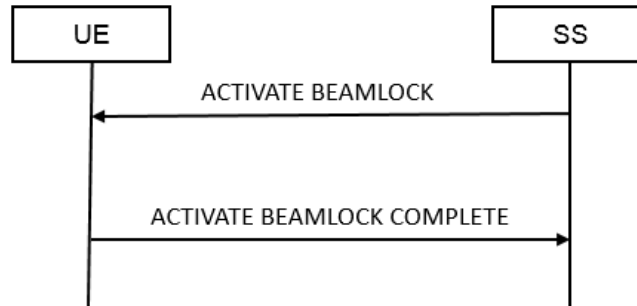 UE
SS
ACTIVATE BEAMLOCK
ACTIVATE BEAMLOCK COMPLETE